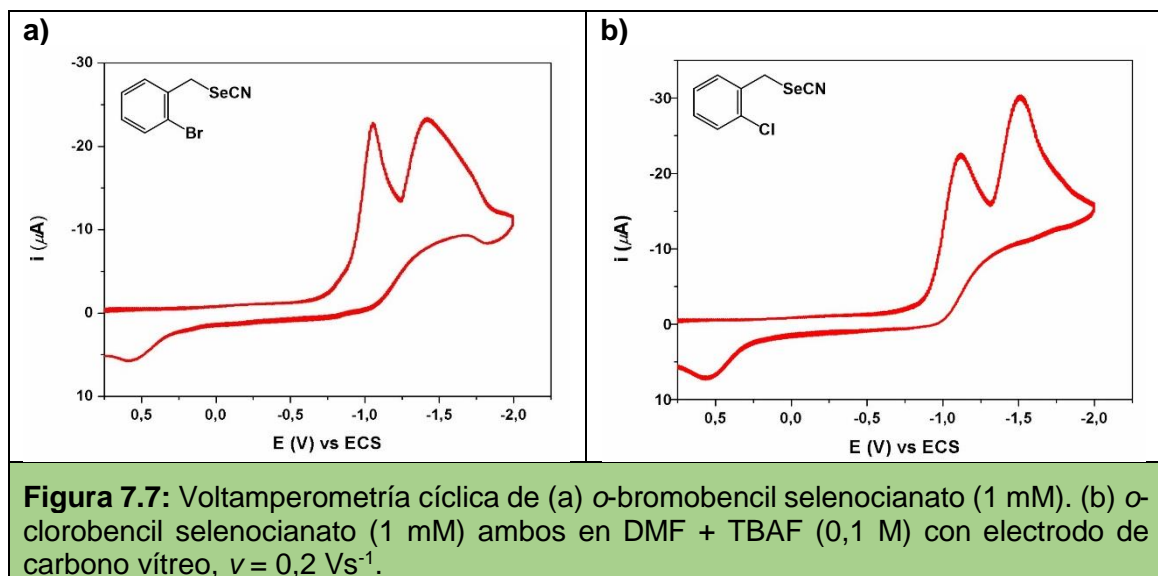 a)
-30
-20
-10
0
10
i (µA)
SeCN
Br
0,5 0,0 -0,5 -1,0 -1,5 -2,0
E (V) vs ECS
b)
-30
-20
-10
0
10
i (µA)
SeCN
Cl
0,5 0,0 -0,5 -1,0 -1,5 -2,0
E (V) vs ECS
Figura 7.7: Voltamperometría cíclica de (a) o-bromobencil selenocianato (1 mM). (b) o-
clorobencil selenocianato (1 mM) ambos en DMF + TBAF (0,1 M) con electrodo de
carbono vítreo, v = 0,2 Vs⁻¹.